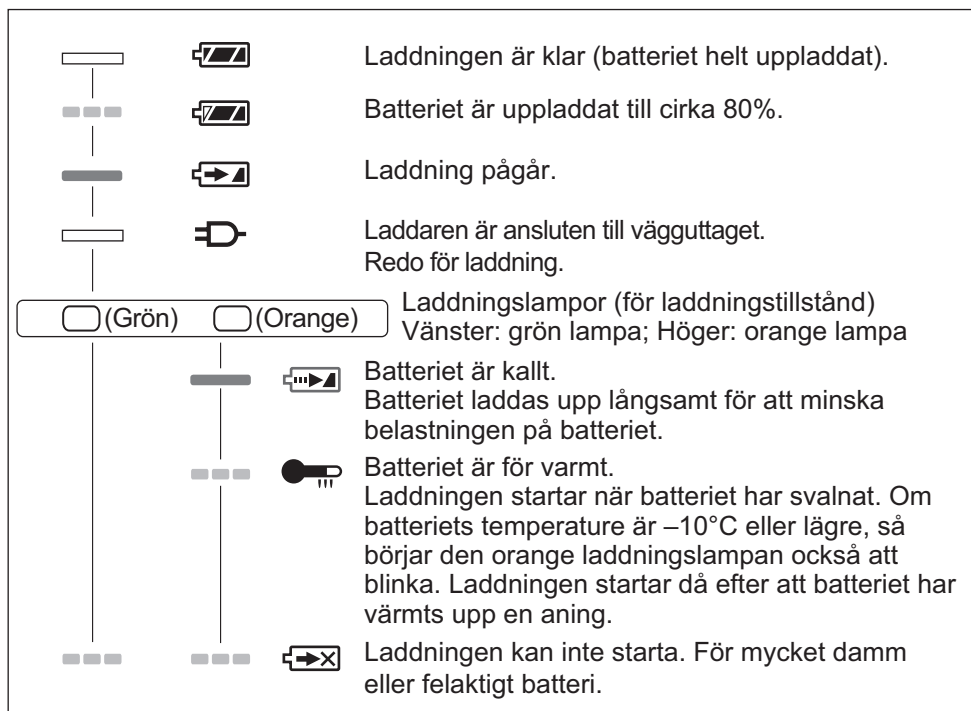 Laddningen är klar (batteriet helt uppladdat).
Batteriet är uppladdat till cirka 80%.
Laddning pågår.
Laddaren är ansluten till vägguttaget.
Redo för laddning.
(Grön) (Orange)
Laddningslampor (för laddningstillstånd)
Vänster: grön lampa; Höger: orange lampa
Batteriet är kallt.
Batteriet laddas upp långsamt för att minska
belastningen på batteriet.
Batteriet är för varmt.
Laddningen startar när batteriet har svalnat. Om
batteriets temperature är –10°C eller lägre, så
börjar den orange laddningslampan också att
blinka. Laddningen startar då efter att batteriet har
värmts upp en aning.
Laddningen kan inte starta. För mycket damm
eller felaktigt batteri.